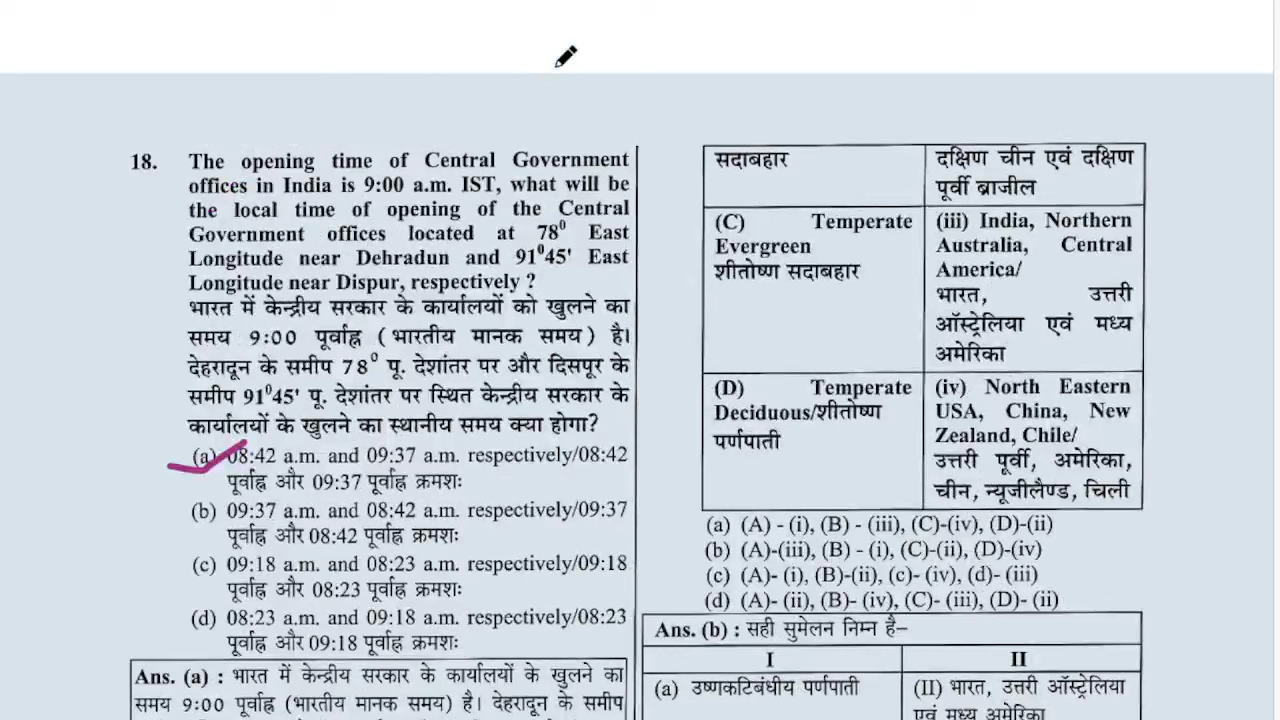 18. The opening time of Central Government
offices in India is 9:00 a.m. IST, what will be
the local time of opening of the Central
Government offices located at 78⁰ East
Longitude near Dehradun and 91⁰45' East
Longitude near Dispur, respectively ?
भारत में केन्द्रीय सरकार के कार्यालयों को खुलने का
समय 9:00 पूर्वाह्न (भारतीय मानक समय) है।
देहरादून के समीप 78⁰ पू. देशांतर पर और दिसपूर के
समीप 91⁰45' पू. देशांतर पर स्थित केन्द्रीय सरकार के
कार्यालयों के खुलने का स्थानीय समय क्या होगा?
(a) 08:42 a.m. and 09:37 a.m. respectively/08:42
पूर्वाह्न और 09:37 पूर्वाह्न क्रमशः
(b) 09:37 a.m. and 08:42 a.m. respectively/09:37
पूर्वाह्न और 08:42 पूर्वाह्न क्रमशः
(c) 09:18 a.m. and 08:23 a.m. respectively/09:18
पूर्वाह्न और 08:23 पूर्वाह्न क्रमशः
(d) 08:23 a.m. and 09:18 a.m. respectively/08:23
पूर्वाह्न और 09:18 पूर्वाह्न क्रमशः
Ans. (a) : भारत में केन्द्रीय सरकार के कार्यालयों के खुलने का
समय 9:00 पूर्वाह्न (भारतीय मानक समय) है। देहरादून के समीप
सदाबहार
दक्षिण चीन एवं दक्षिण
पूर्वी ब्राजील
(C) Temperate
Evergreen
शीतोष्ण सदाबहार
(iii) India, Northern
Australia, Central
America/
भारत, उत्तरी
ऑस्ट्रेलिया एवं मध्य
अमेरिका
(D) Temperate
Deciduous/शीतोष्ण
पर्णपाती
(iv) North Eastern
USA, China, New
Zealand, Chile/
उत्तरी पूर्वी, अमेरिका,
चीन, न्यूजीलैण्ड, चिली
(a) (A) - (i), (B) - (iii), (C)-(iv), (D)-(ii)
(b) (A)-(iii), (B) - (i), (C)-(ii), (D)-(iv)
(c) (A)- (i), (B)-(ii), (c)- (iv), (d)- (iii)
(d) (A)- (ii), (B)- (iv), (C)- (iii), (D)- (ii)
Ans. (b) : सही सुमेलन निम्न है–
I
II
(a) उष्णकटिबंधीय पर्णपाती
(II) भारत, उत्तरी ऑस्ट्रेलिया
एवं मध्य अमेरिका